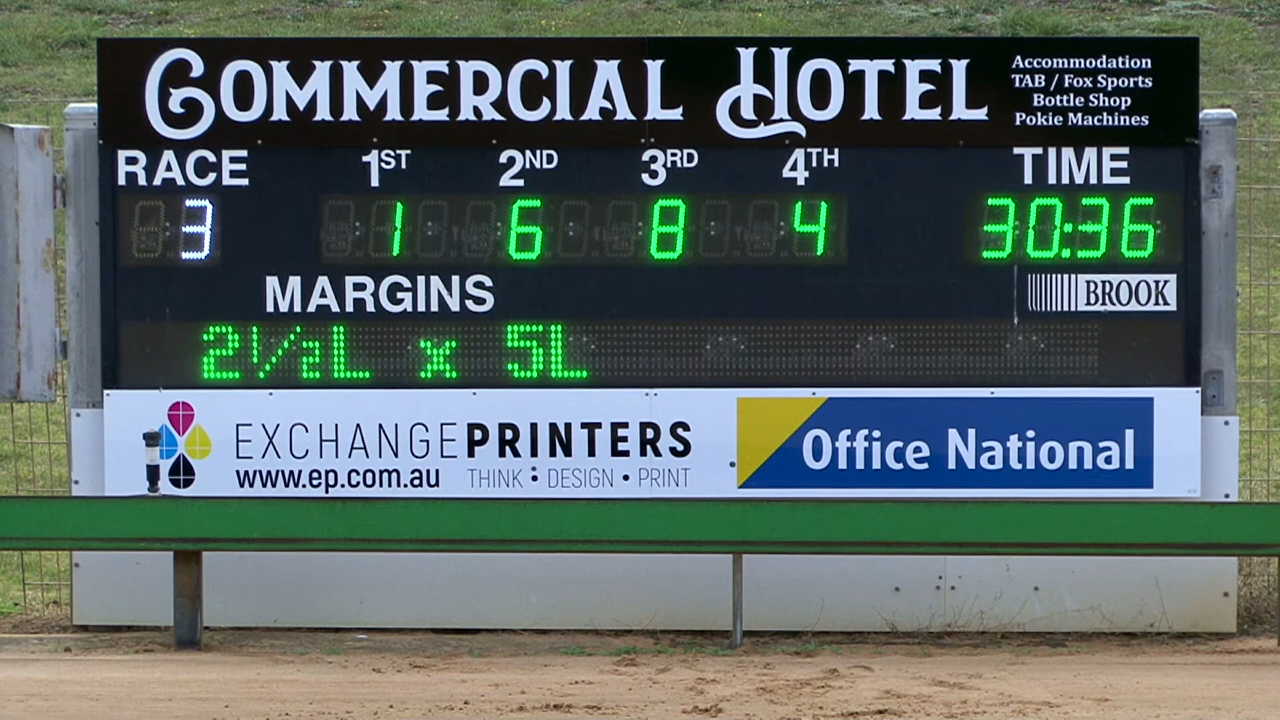 COMMERCIAL HOTEL
Accommodation
TAB / Fox Sports
Bottle Shop
Pokie Machines
RACE 1ST 2ND 3RD 4TH TIME
3 1 6 8 4 30:36
MARGINS
BROOK
2½L x 5L
EXCHANGEPRINTERS
www.ep.com.au THINK : DESIGN • PRINT
Office National